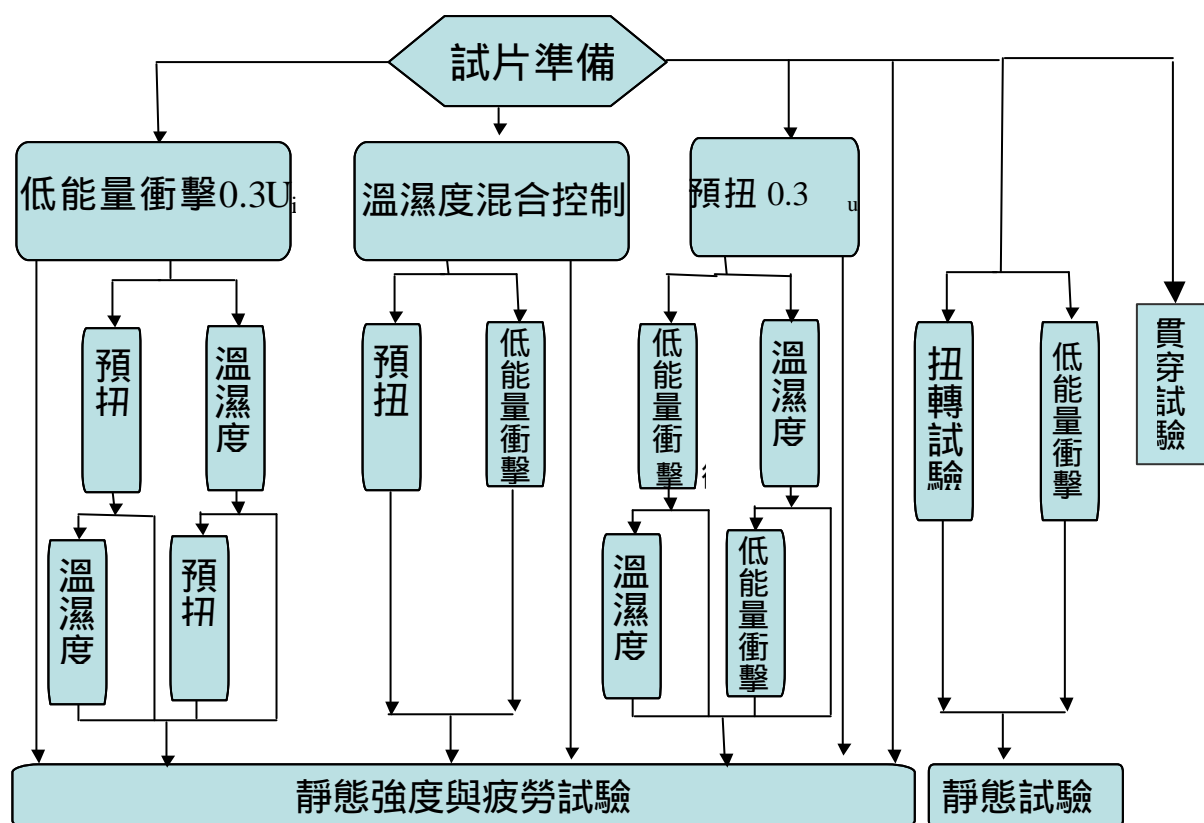 試片準備
低能量衝擊0.3Ui
溫濕度混合控制
預扭 0.3 u
預扭
溫濕度
預扭
低能量衝擊
低能量衝擊
溫濕度
扭轉試驗
低能量衝擊
貫穿試驗
溫濕度
預扭
溫濕度
低能量衝擊
靜態強度與疲勞試驗
靜態試驗